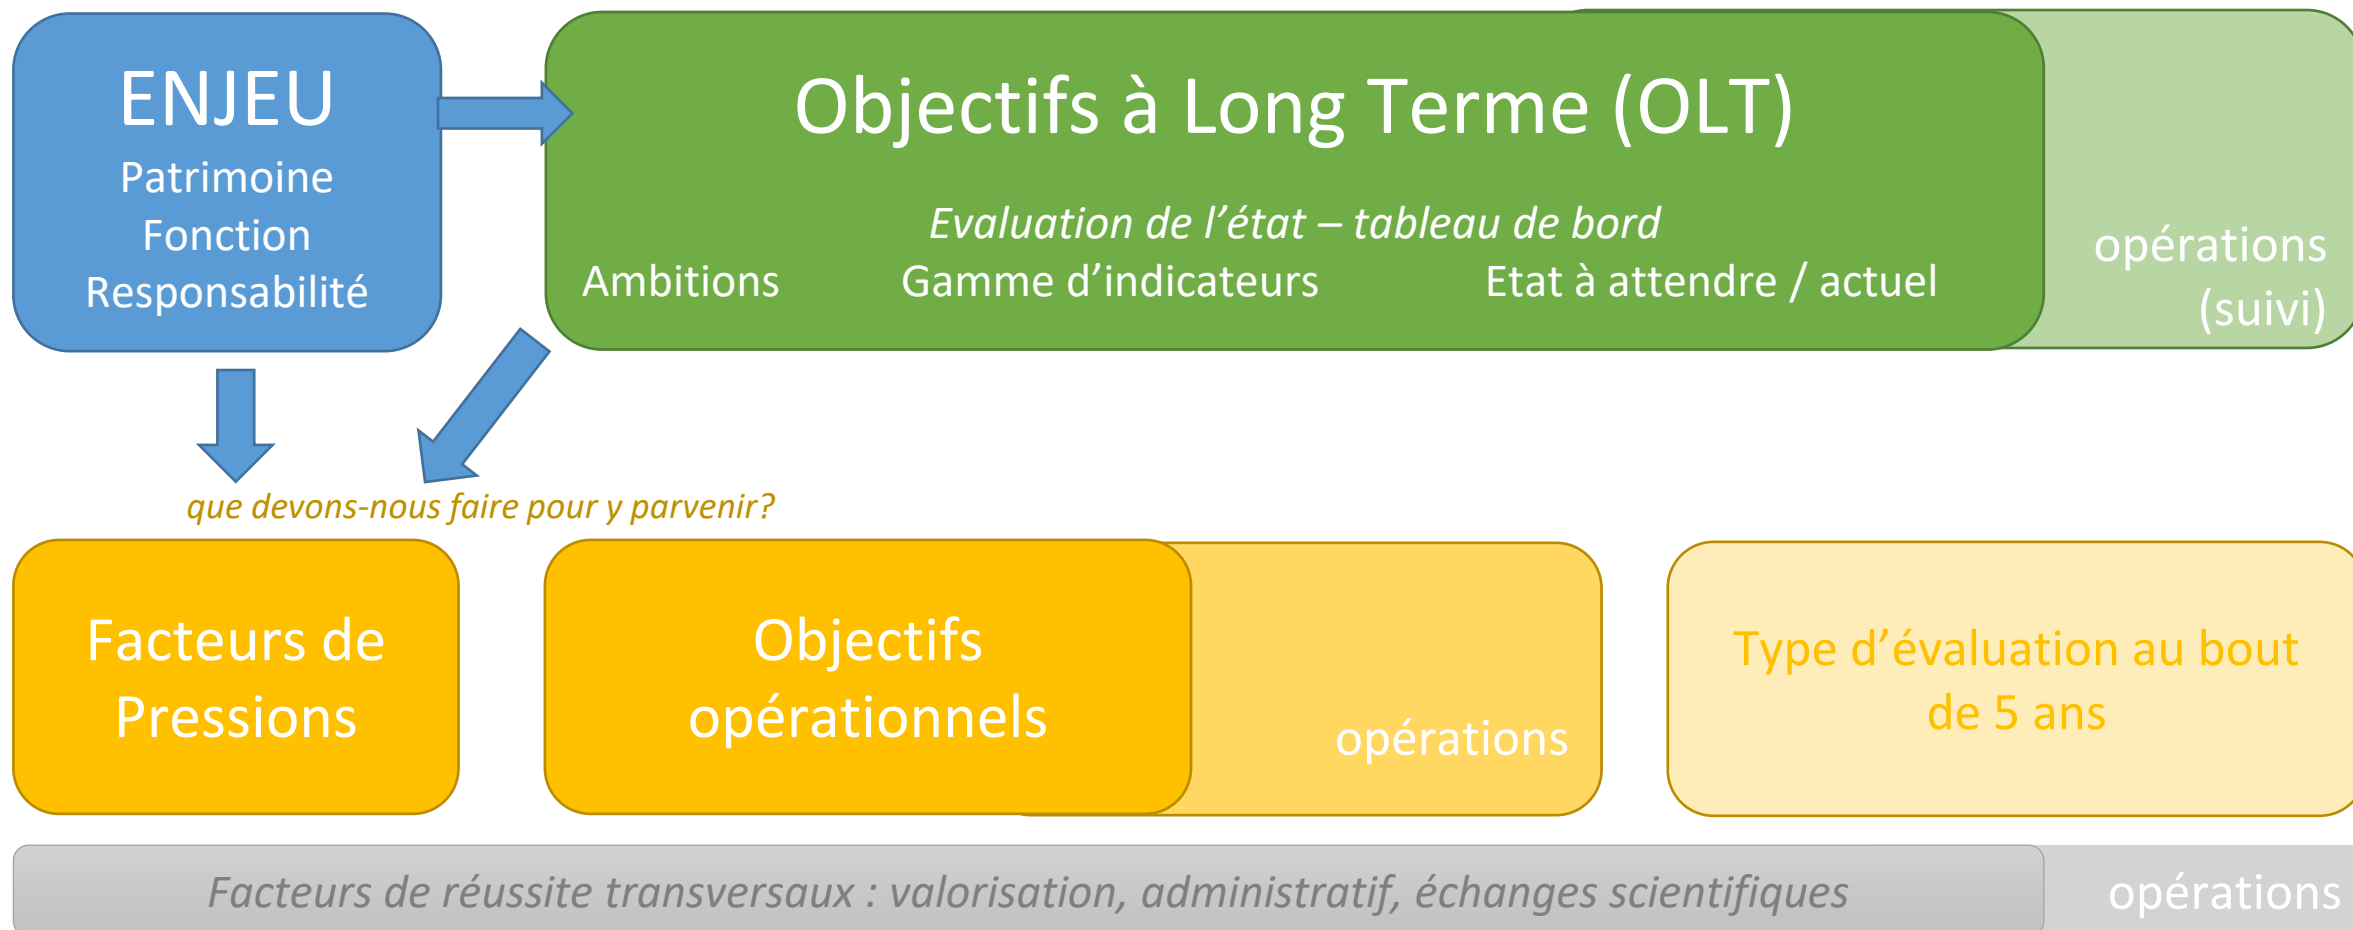 ENJEU
Patrimoine
Fonction
Responsabilité
Objectifs à Long Terme (OLT)
Evaluation de l’état – tableau de bord
Ambitions Gamme d’indicateurs Etat à attendre / actuel
opérations
(suivi)
que devons-nous faire pour y parvenir?
Facteurs de
Pressions
Objectifs
opérationnels
opérations
Type d’évaluation au bout
de 5 ans
Facteurs de réussite transversaux : valorisation, administratif, échanges scientifiques
opérations